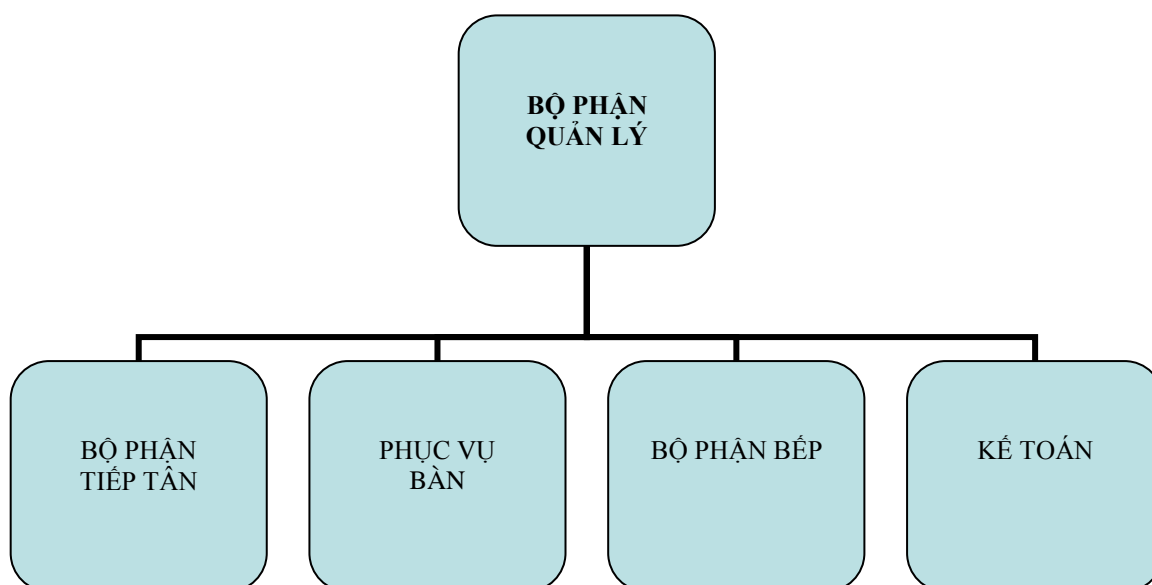 BỘ PHẬN
QUẢN LÝ
BỘ PHẬN
TIẾP TÂN
PHỤC VỤ
BÀN
BỘ PHẬN BẾP
KẾ TOÁN